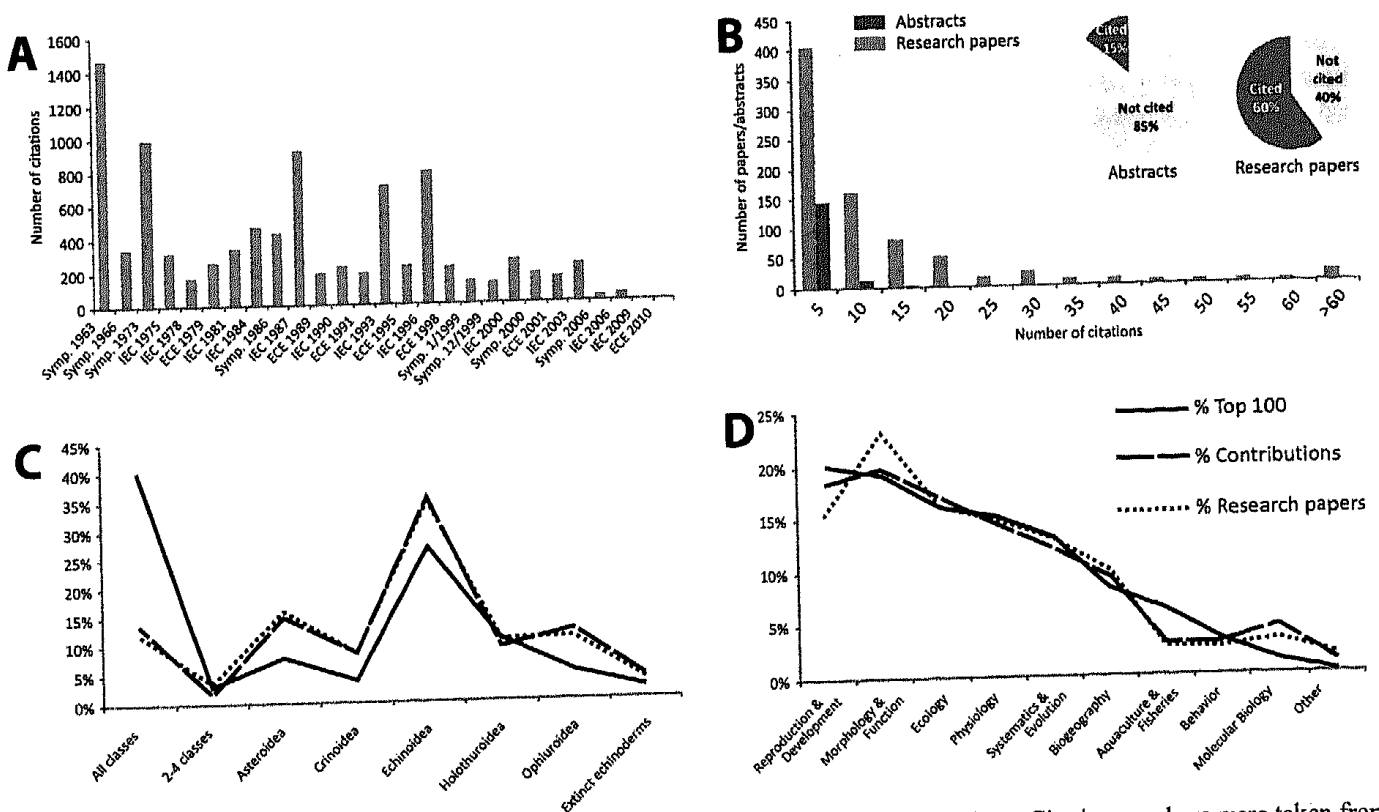 A
1600
1400
1200
1000
800
600
400
200
0
Number of citations
Symp. 1963
Symp. 1966
Symp. 1973
IEC 1975
IEC 1978
ECE 1979
IEC 1981
IEC 1984
Symp. 1986
IEC 1987
ECE 1989
IEC 1990
ECE 1991
IEC 1993
ECE 1995
IEC 1996
ECE 1998
Symp. 1/1999
Symp. 12/1999
IEC 2000
Symp. 2000
ECE 2001
IEC 2003
Symp. 2006
IEC 2006
IEC 2009
ECE 2010
B
450
400
350
300
250
200
150
100
50
0
Number of papers/abstracts
Abstracts
Research papers
Cited
15%
Not cited
85%
Abstracts
Cited
60%
Not
cited
40%
Research papers
5
10
15
20
25
30
35
40
45
50
55
60
>60
Number of citations
C
45%
40%
35%
30%
25%
20%
15%
10%
5%
0%
All classes
2-4 classes
Asteroidea
Crinoidea
Echinoidea
Holothuroidea
Ophiuroidea
Extinct echinoderms
D
25%
20%
15%
10%
5%
0%
% Top 100
% Contributions
% Research papers
Reproduction &
Development
Morphology &
Function
Ecology
Physiology
Systematics &
Evolution
Biogeography
Aquaculture &
Fisheries
Behavior
Molecular Biology
Other
were taken from